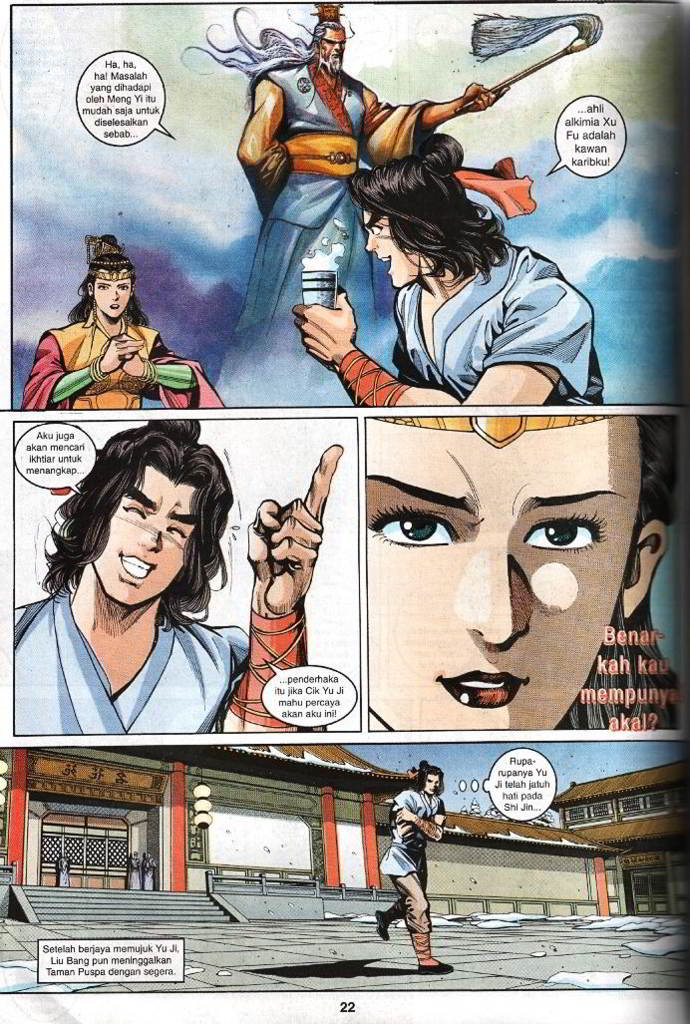 Ha, ha,
ha! Masalah
yang dihadapi
oleh Meng Yi itu
mudah saja untuk
diselesaikan
sebab...
...ahli
alkimia Xu
Fu adalah
kawan
karibku!
Aku juga
akan mencari
ikhtiar untuk
menangkap...
...penderhaka
itu jika Cik Yu Ji
mahu percaya
akan aku ini!
Benar-
kah kau
mempunya
akal?
Rupa-
rupanya Yu
Ji telah jatuh
hati pada
Shi Jin...
Setelah berjaya memujuk Yu Ji,
Liu Bang pun meninggalkan
Taman Puspa dengan segera.
22